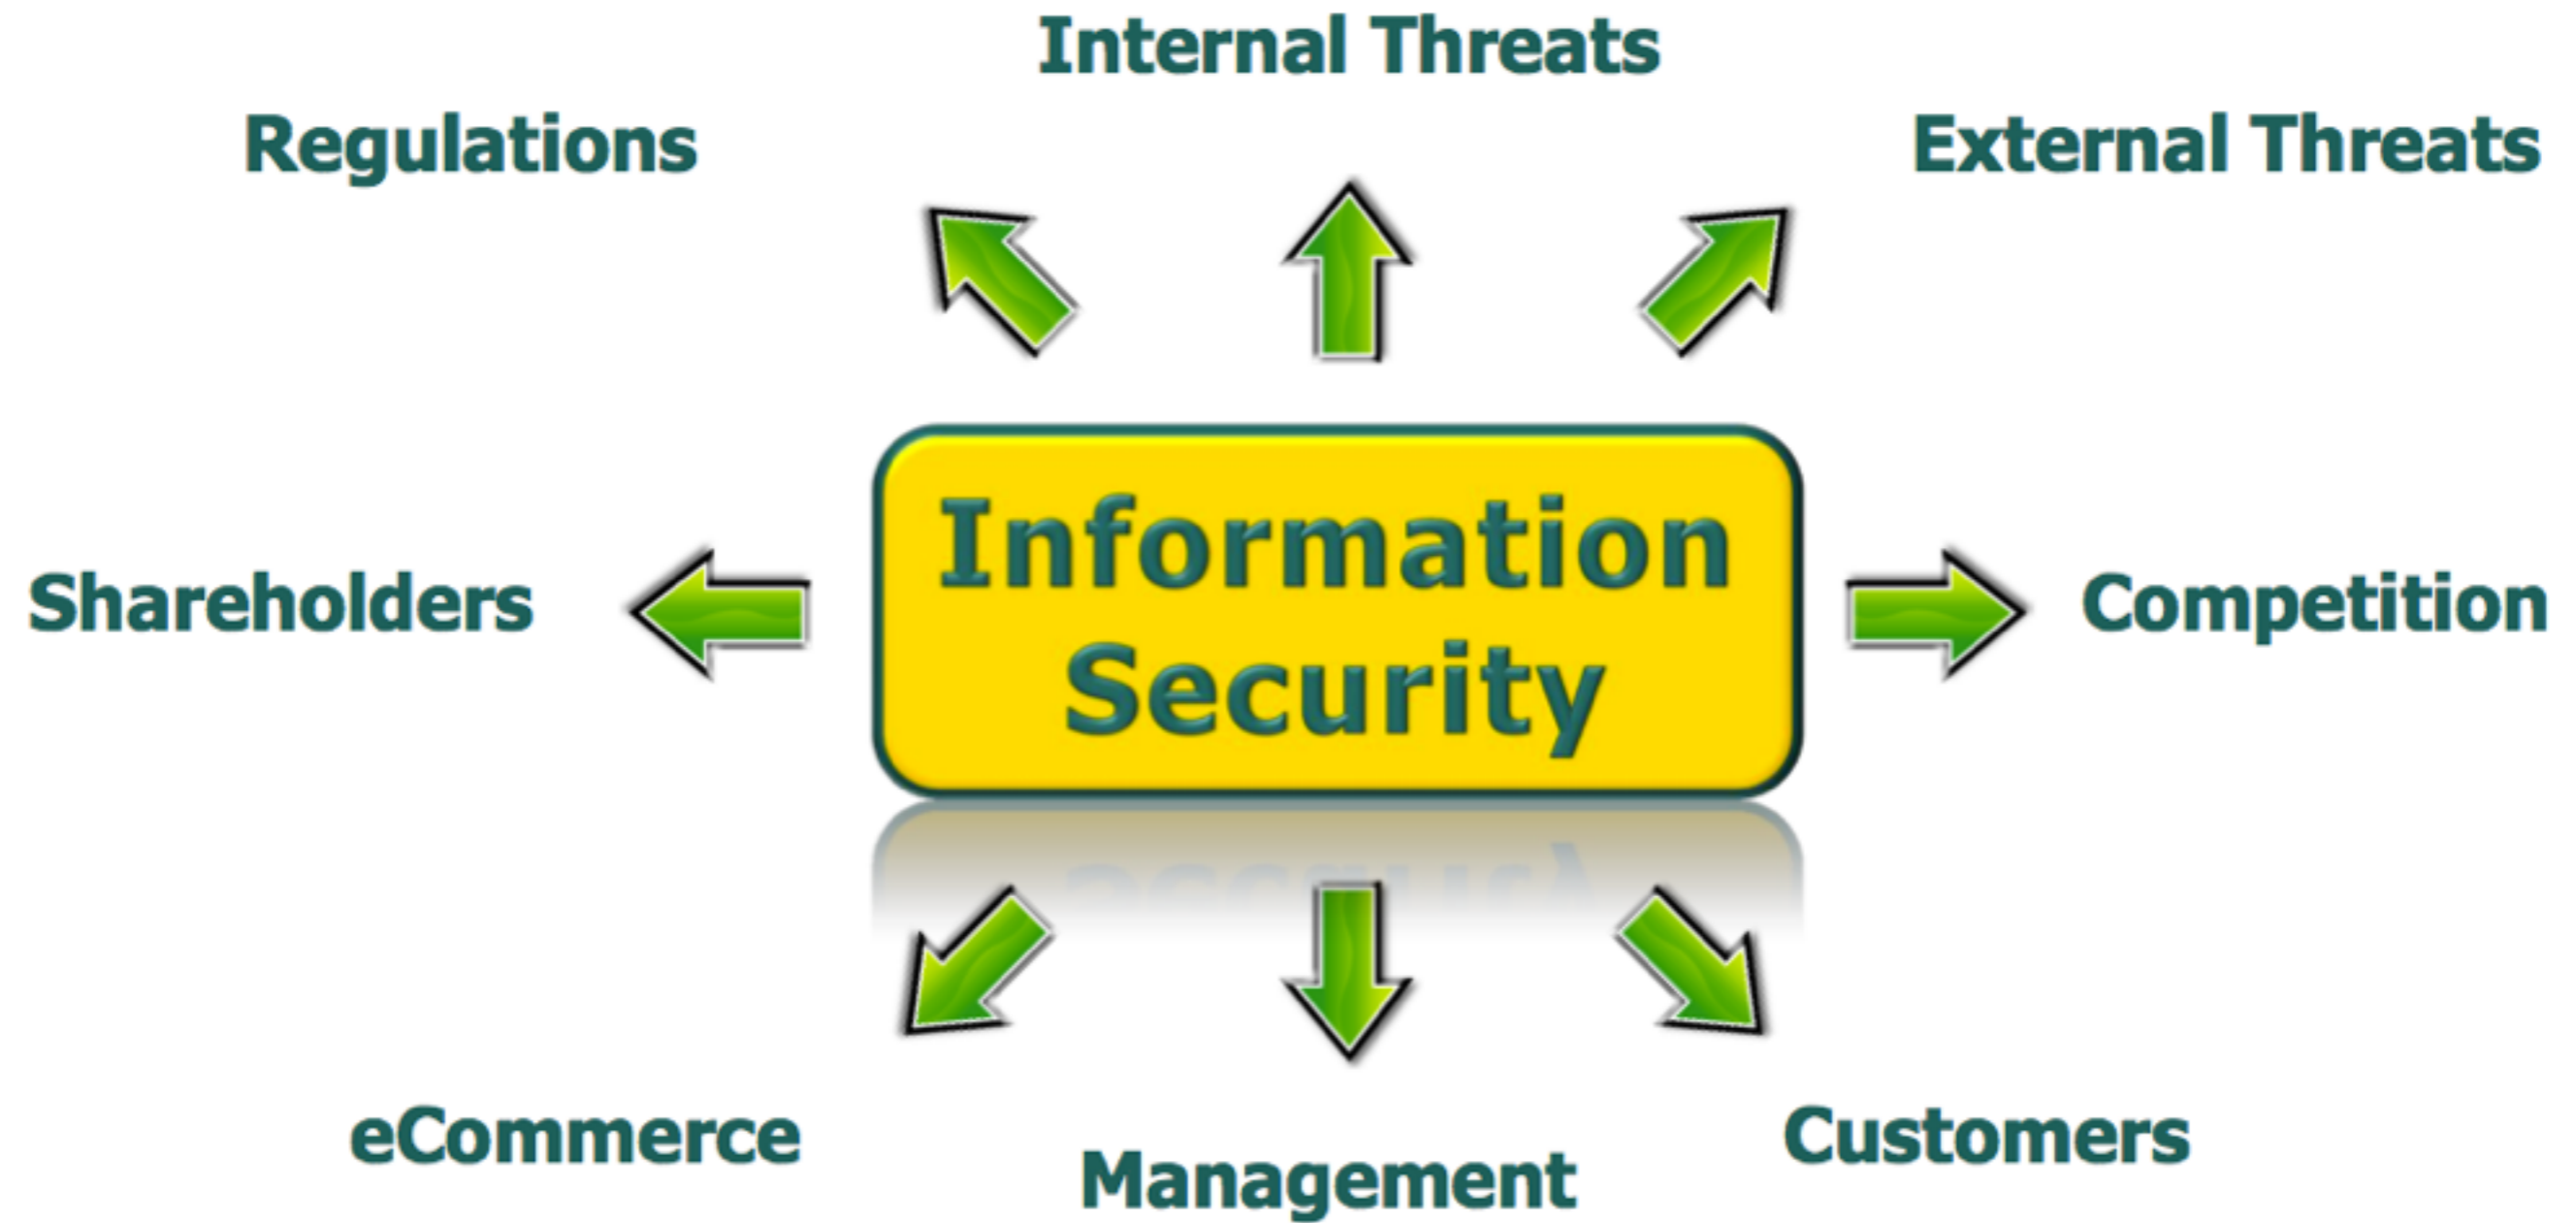 Internal Threats
Regulations
External Threats
Information
Security
Shareholders
Competition
eCommerce
Management
Customers